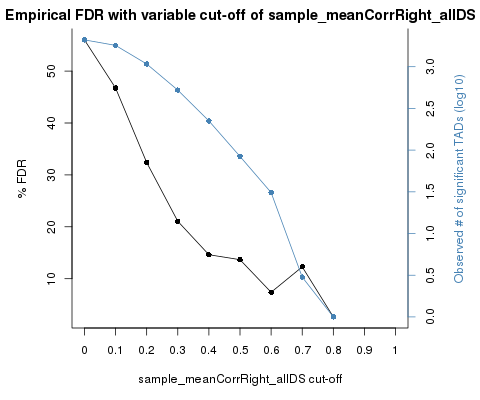 Empirical FDR with variable cut-off of sample_meanCorrRight_allDS
% FDR
50
40
30
20
10
3.0
2.5
2.0
1.5
1.0
0.5
0.0
Observed # of significant TADs (log10)
0 0.1 0.2 0.3 0.4 0.5 0.6 0.7 0.8 0.9 1
sample_meanCorrRight_allDS cut-off